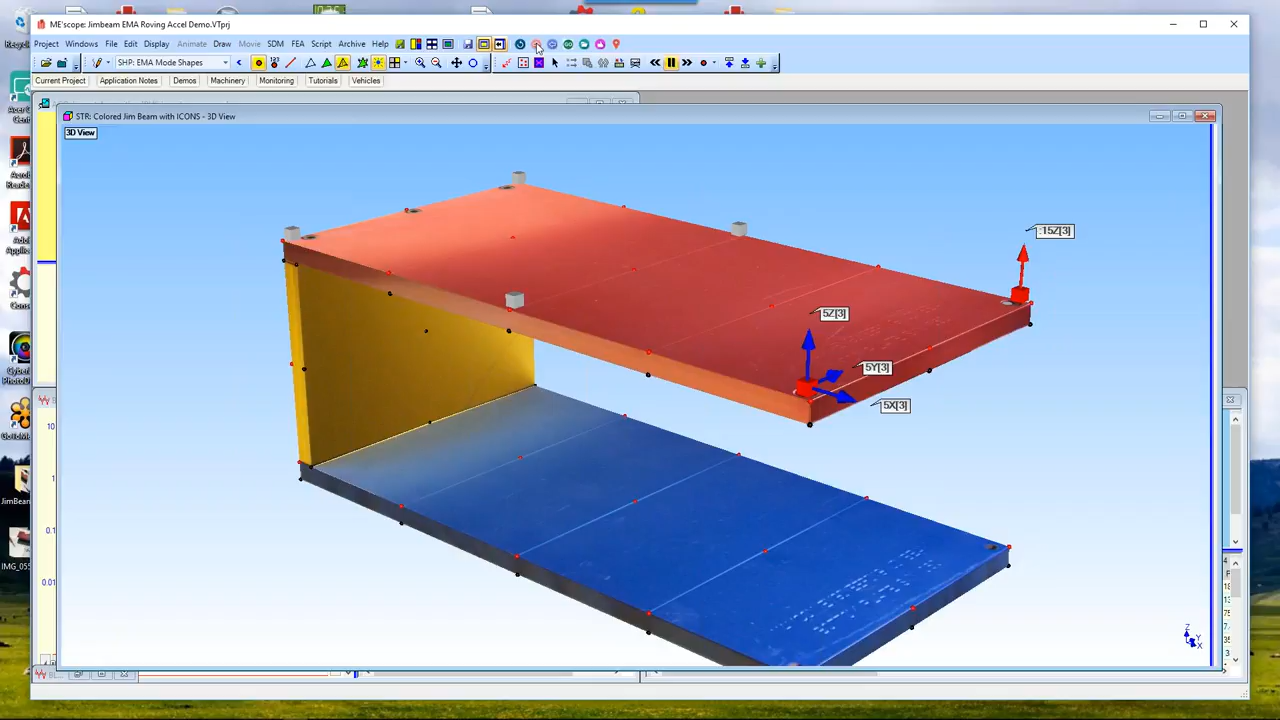 ME'scope: Jimbeam EMA Roving Accel Demo.VTprj
Project Windows File Edit Display Animate Draw Movie SDM FEA Script Archive Help
SHP: EMA Mode Shapes
Current Project Application Notes Demos Machinery Monitoring Tutorials Vehicles
STR: Colored Jim Beam with ICONS - 3D View
3D View
15Z[3]
5Z[3]
5Y[3]
5X[3]
10
1
0.1
0.01
Z
Y
X
JimBea
IMG_05